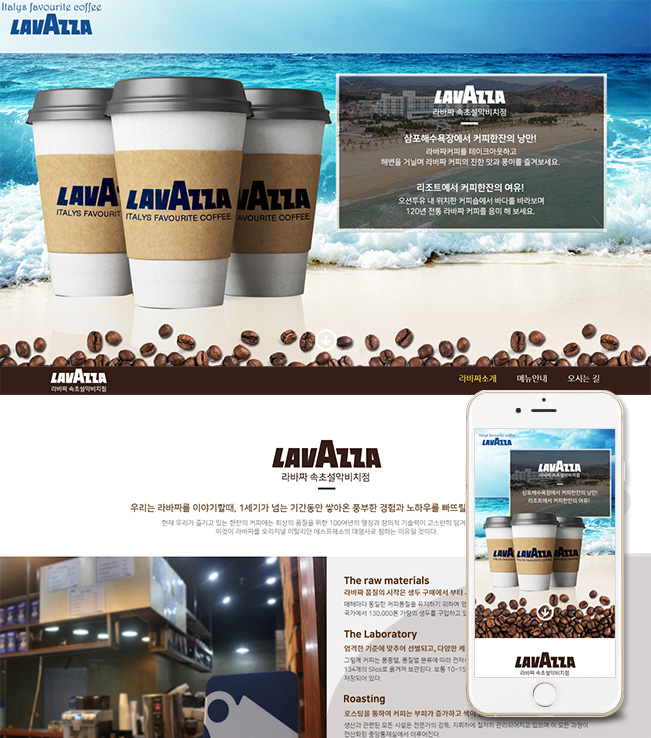 Italys favourite coffee
LAVAZZA
LAVAZZA
라바짜 속초설악비치점
삼포해수욕장에서 커피한잔의 낭만!
라바짜커피를 테이크아웃하고
해변을 거닐며 라바짜 커피의 진한 맛과 풍미를 즐겨보세요.
리조트에서 커피한잔의 여유!
오션투유 내 위치한 커피숍에서 바다를 바라보며
120년 전통 라바짜 커피를 음미 해 보세요.
LAVAZZA
ITALYS FAVOURITE
LAVAZZA
ITALYS FAVOURITE COFFEE
AZZA
COFFEE
LAVAZZA
라바짜 속초설악비치점
라바짜소개 메뉴안내 오시는 길
LAVAZZA
라바짜 속초설악비치점
우리는 라바짜를 이야기할때, 1세기가 넘는 기간동안 쌓아온 풍부한 경험과 노하우를 빠뜨릴
현재 우리가 즐기고 있는 한잔의 커피에는 최상의 품질을 위한 100여년의 열정과 창의적 기술력이 고스란히 담겨
이것이 라바짜를 오리지널 이탈리안 에스프레소의 대명사로 칭하는 이유일 것이다.
The raw materials
라바짜 품질의 시작은 생두 구매에서 부터
매해마다 동일한 커피품질을 유지하기 위하여
국가에서 130,000톤 가량의 생두를 구입하고
The Laboratory
엄격한 기준에 맞추어 선별되고, 다양한
그렇게 커피는 품종별, 품질별 분류에 따라
134개의 Silos로 옮겨져 보관된다. 보통 10~15
저장되어 있다.
Roasting
로스팅을 통하여 커피는 부피가 증가하고 색이
생산과 관련된 모든 시설은 전문가의 감독, 지휘하에 철저히 관리되어지고 있으며 이 모든 과정이
전산화된 중앙통제실에서 이루어진다.
Italys favourite coffee
LAVAZZA
LAVAZZA
라바짜 속초설악비치점
삼포해수욕장에서 커피한잔의 낭만!
리조트에서 커피한잔의 여유!
LAVAZZA
LAVAZZA
LAVAZZA
라바짜 속초설악비치점